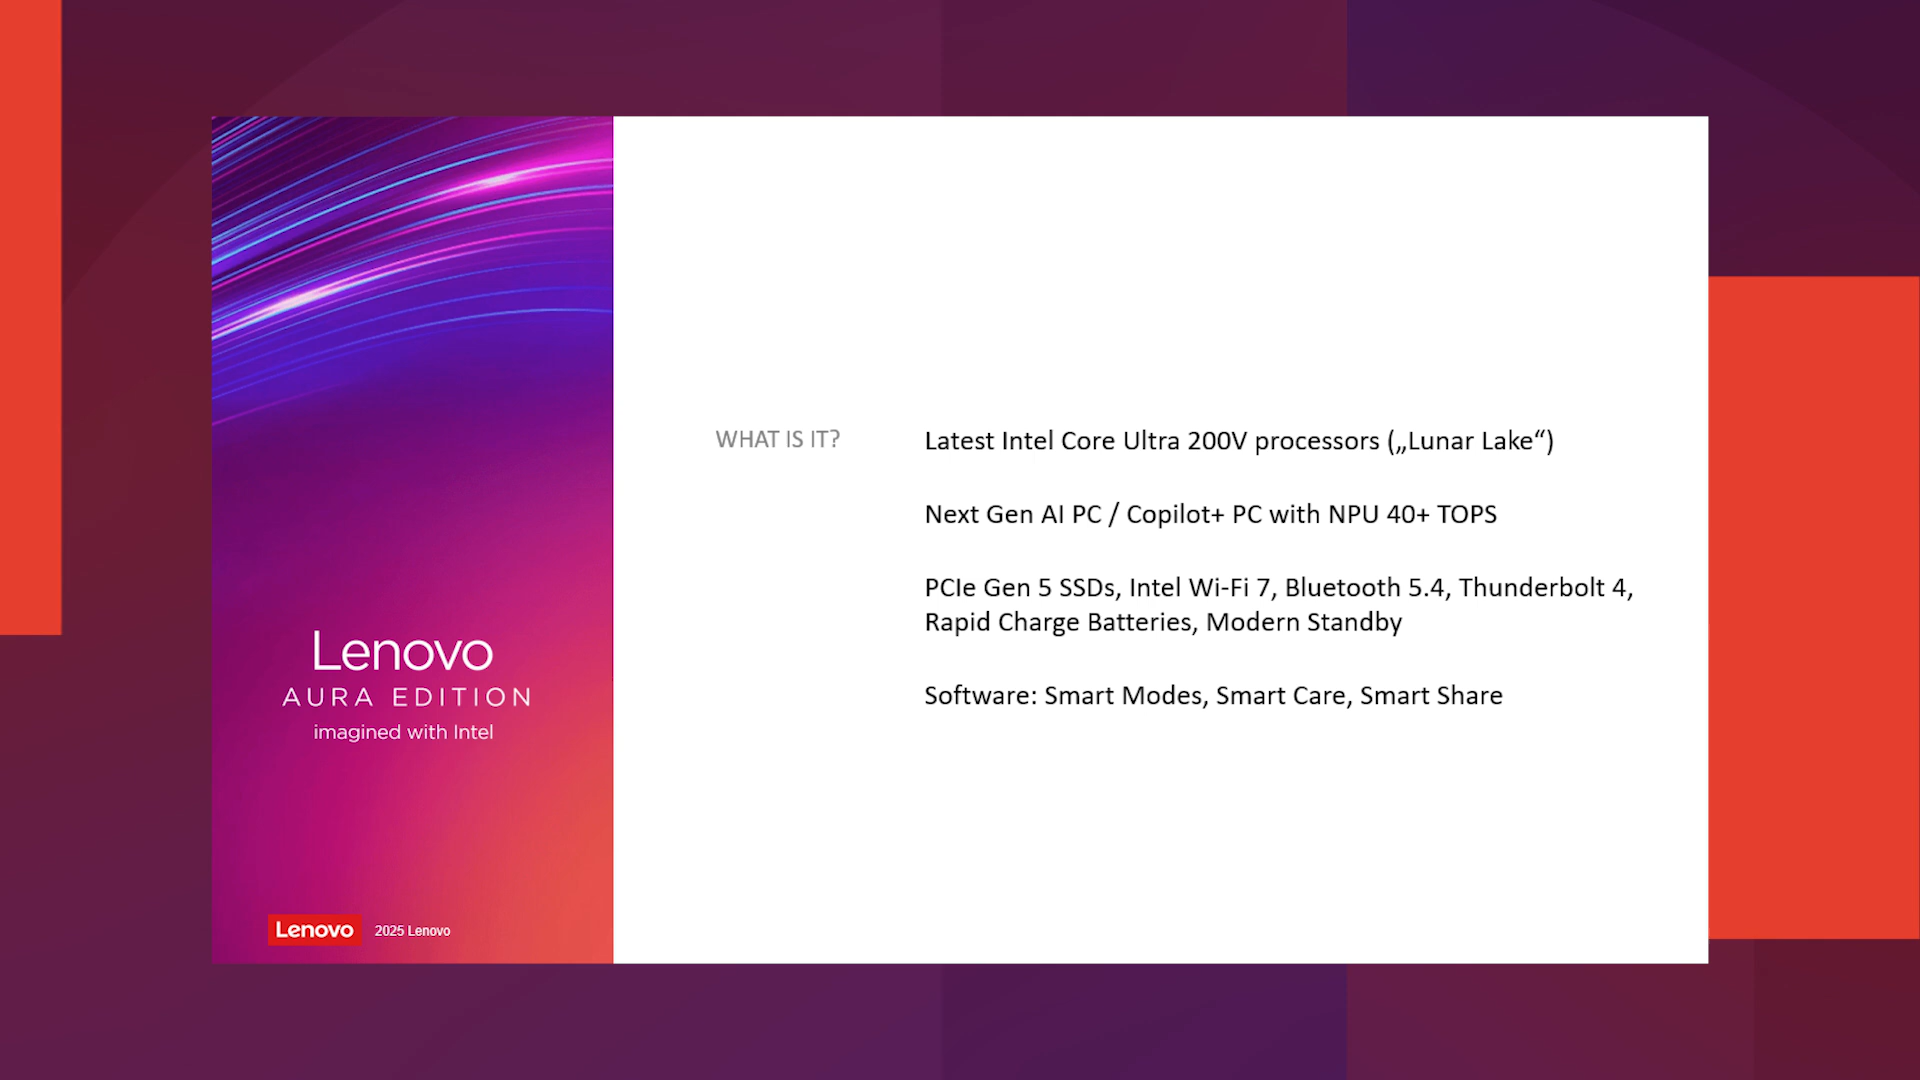 Lenovo
AURA EDITION
imagined with Intel
Lenovo 2025 Lenovo
WHAT IS IT?
Latest Intel Core Ultra 200V processors („Lunar Lake“)
Next Gen AI PC / Copilot+ PC with NPU 40+ TOPS
PCIe Gen 5 SSDs, Intel Wi-Fi 7, Bluetooth 5.4, Thunderbolt 4,
Rapid Charge Batteries, Modern Standby
Software: Smart Modes, Smart Care, Smart Share